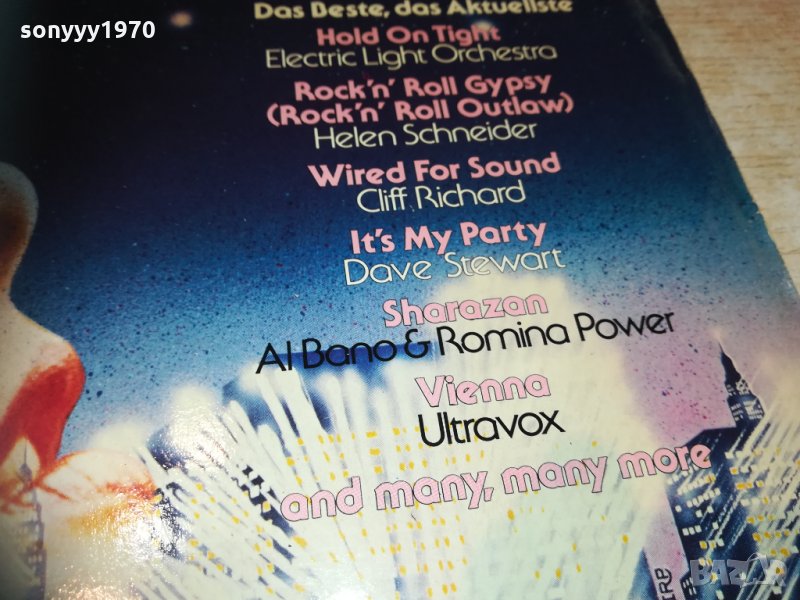 sonyyy1970
Das Beste, das Aktuellste
Hold On Tight
Electric Light Orchestra
Rock'n' Roll Gypsy
(Rock'n' Roll Outlaw)
Helen Schneider
Wired For Sound
Cliff Richard
It's My Party
Dave Stewart
Sharazan
Al Bano & Romina Power
Vienna
Ultravox
and many, many more
BAZAR